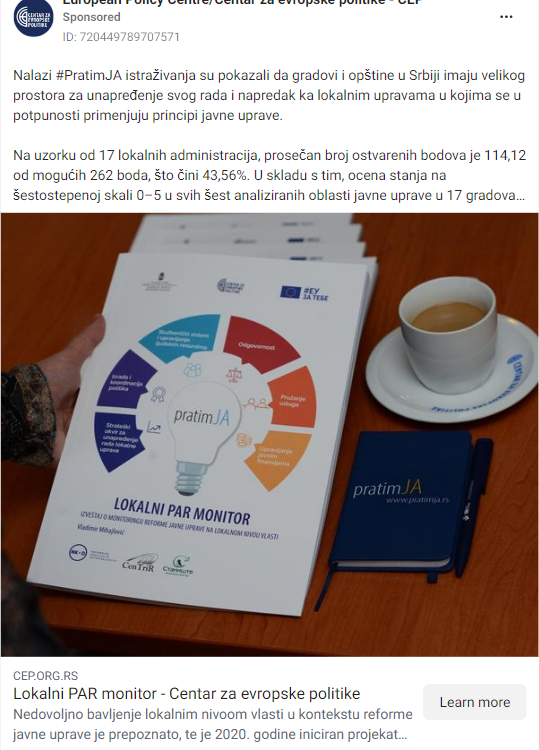 European Policy Centre/Centar za evropske politike - CEP
Sponsored
ID: 720449789707571
Nalazi #PratimJA istraživanja su pokazali da gradovi i opštine u Srbiji imaju velikog
prostora za unapređenje svog rada i napredak ka lokalnim upravama u kojima se u
potpunosti primenjuju principi javne uprave.
Na uzorku od 17 lokalnih administracija, prosečan broj ostvarenih bodova je 114,12
od mogućih 262 boda, što čini 43,56%. U skladu s tim, ocena stanja na
šestostepenoj skali 0–5 u svih šest analiziranih oblasti javne uprave u 17 gradova...
CENTAR ZA
EVROPSKE
POLITIKE
#ЕУ
ЗА ТЕБЕ
Službenički sistem
i upravljanje
ljudskim resursima
Odgovornost
Izrada i
koordinacija
politika
Pružanje
usluga
Strateški
okvir za
unapređenje
rada lokalne
uprave
Upravljanje
javnim
finansijama
pratimJA
LOKALNI PAR MONITOR
IZVEŠTAJ O MONITORINGU REFORME JAVNE UPRAVE NA LOKALNOM NIVOU VLASTI
Vladimir Mihajlović
CenTriR
pratimJA
www.pratimja.rs
CEP.ORG.RS
Lokalni PAR monitor - Centar za evropske politike
Nedovoljno bavljenje lokalnim nivoom vlasti u kontekstu reforme
javne uprave je prepoznato, te je 2020. godine iniciran projekat...
Learn more